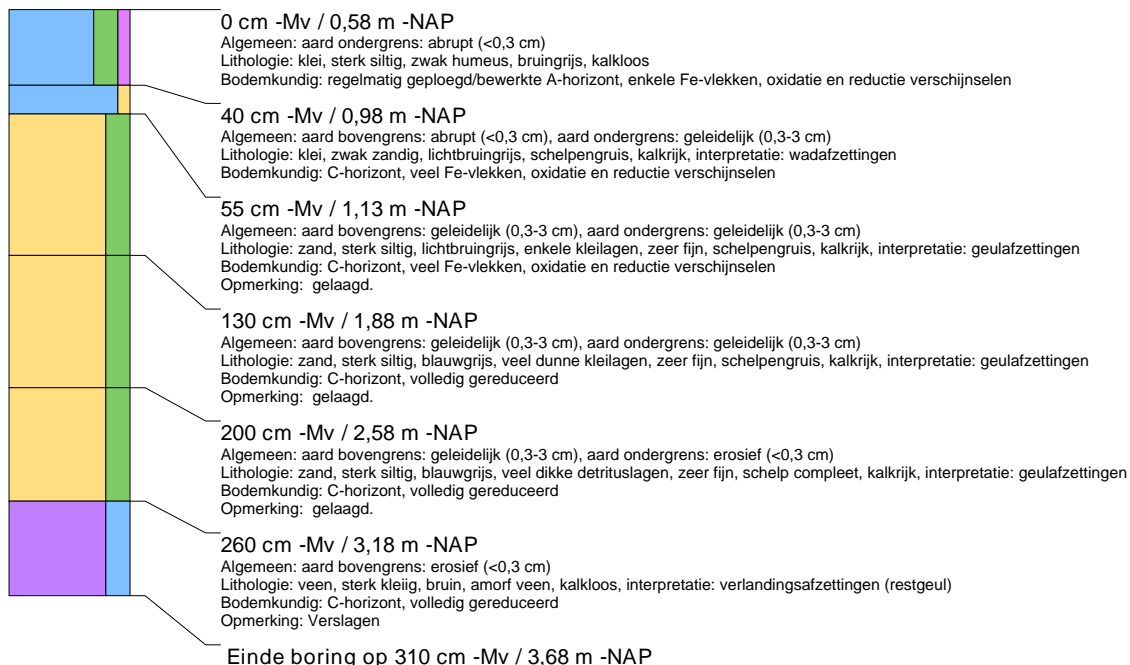 0 cm -Mv / 0,58 m -NAP
Algemeen: aard ondergrens: abrupt (<0,3 cm)
Lithologie: klei, sterk siltig, zwak humeus, bruingrijs, kalkloos
Bodemkundig: regelmatig geploegd/bewerkte A-horizont, enkele Fe-vlekken, oxidatie en reductie verschijnselen
40 cm -Mv / 0,98 m -NAP
Algemeen: aard bovengrens: abrupt (<0,3 cm), aard ondergrens: geleidelijk (0,3-3 cm)
Lithologie: klei, zwak zandig, lichtbruingrijs, schelpengruis, kalkrijk, interpretatie: wadafzettingen
Bodemkundig: C-horizont, veel Fe-vlekken, oxidatie en reductie verschijnselen
55 cm -Mv / 1,13 m -NAP
Algemeen: aard bovengrens: geleidelijk (0,3-3 cm), aard ondergrens: geleidelijk (0,3-3 cm)
Lithologie: zand, sterk siltig, lichtbruingrijs, enkele kleilagen, zeer fijn, schelpengruis, kalkrijk, interpretatie: geulafzettingen
Bodemkundig: C-horizont, veel Fe-vlekken, oxidatie en reductie verschijnselen
Opmerking: gelaagd.
130 cm -Mv / 1,88 m -NAP
Algemeen: aard bovengrens: geleidelijk (0,3-3 cm), aard ondergrens: geleidelijk (0,3-3 cm)
Lithologie: zand, sterk siltig, blauwgrijs, veel dunne kleilagen, zeer fijn, schelpengruis, kalkrijk, interpretatie: geulafzettingen
Bodemkundig: C-horizont, volledig gereduceerd
Opmerking: gelaagd.
200 cm -Mv / 2,58 m -NAP
Algemeen: aard bovengrens: geleidelijk (0,3-3 cm), aard ondergrens: erosief (<0,3 cm)
Lithologie: zand, sterk siltig, blauwgrijs, veel dikke detrituslagen, zeer fijn, schelp compleet, kalkrijk, interpretatie: geulafzettingen
Bodemkundig: C-horizont, volledig gereduceerd
Opmerking: gelaagd.
260 cm -Mv / 3,18 m -NAP
Algemeen: aard bovengrens: erosief (<0,3 cm)
Lithologie: veen, sterk kleiig, bruin, amorf veen, kalkloos, interpretatie: verlandingsafzettingen (restgeul)
Bodemkundig: C-horizont, volledig gereduceerd
Opmerking: Verslagen
Einde boring op 310 cm -Mv / 3,68 m -NAP